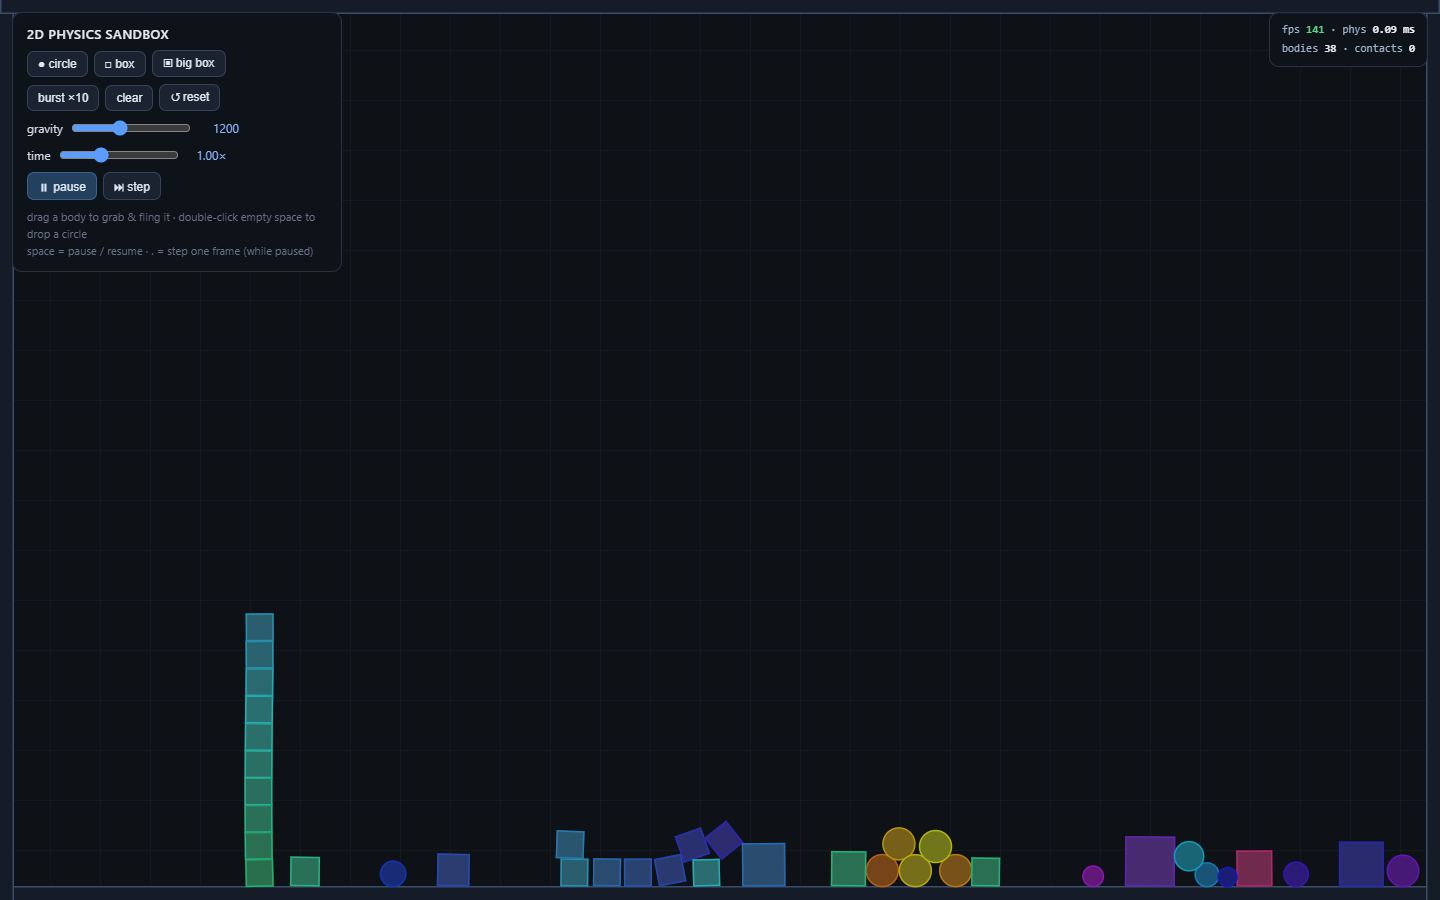 2D PHYSICS SANDBOX
● circle □ box ▣ big box
burst ×10 clear ↺ reset
gravity 1200
time 1.00×
⏸ pause ⏭ step
drag a body to grab & fling it · double-click empty space to
drop a circle
space = pause / resume · . = step one frame (while paused)
fps 141 · phys 0.09 ms
bodies 38 · contacts 0